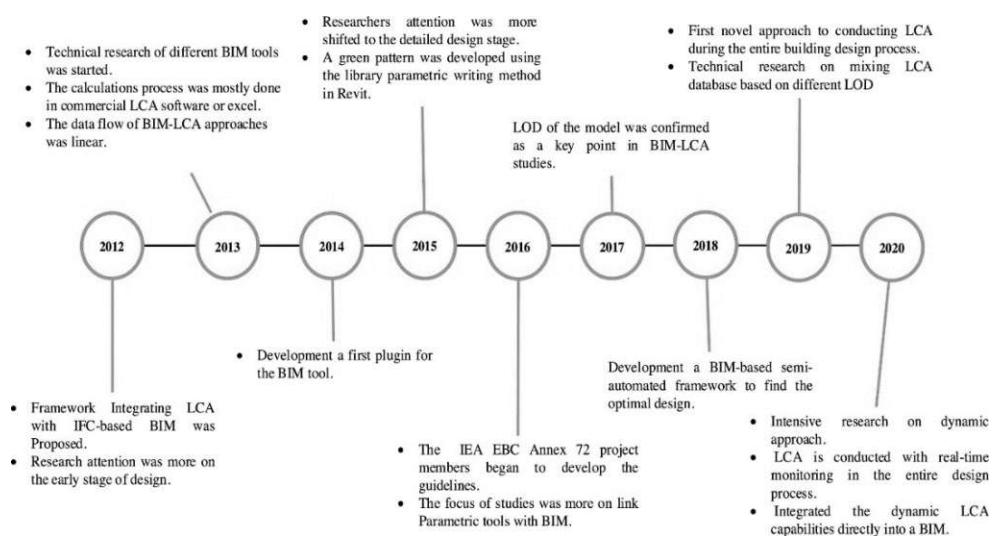 • Technical research of different BIM tools
was started.
• The calculations process was mostly done
in commercial LCA software or excel.
• The data flow of BIM-LCA approaches
was linear.
• Researchers attention was more
shifted to the detailed design stage.
• A green pattern was developed using
the library parametric writing method
in Revit.
LOD of the model was confirmed
as a key point in BIM-LCA
studies.
• First novel approach to conducting LCA
during the entire building design process.
• Technical research on mixing LCA
database based on different LOD
2012
2013
2014
2015
2016
2017
2018
2019
2020
• Framework Integrating LCA
with IFC-based BIM was
Proposed.
• Research attention was more on
the early stage of design.
• Development a first plugin for
the BIM tool.
• The IEA EBC Annex 72 project
members began to develop the
guidelines.
• The focus of studies was more on link
Parametric tools with BIM.
Development a BIM-based semi-
automated framework to find the
optimal design.
• Intensive research on dynamic
approach.
• LCA is conducted with real-time
monitoring in the entire design
process.
• Integrated the dynamic LCA
capabilities directly into a BIM.